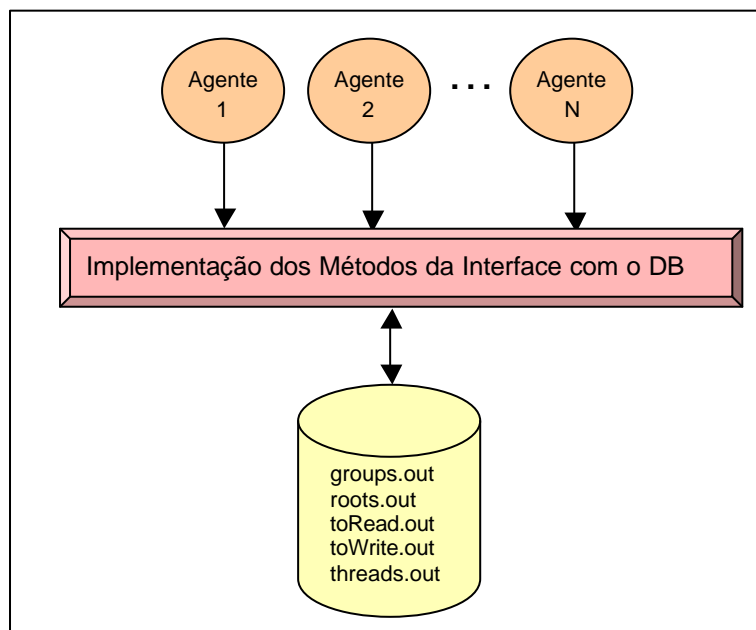 Agente
1
Agente
2
...
Agente
N
Implementação dos Métodos da Interface com o DB
groups.out
roots.out
toRead.out
toWrite.out
threads.out